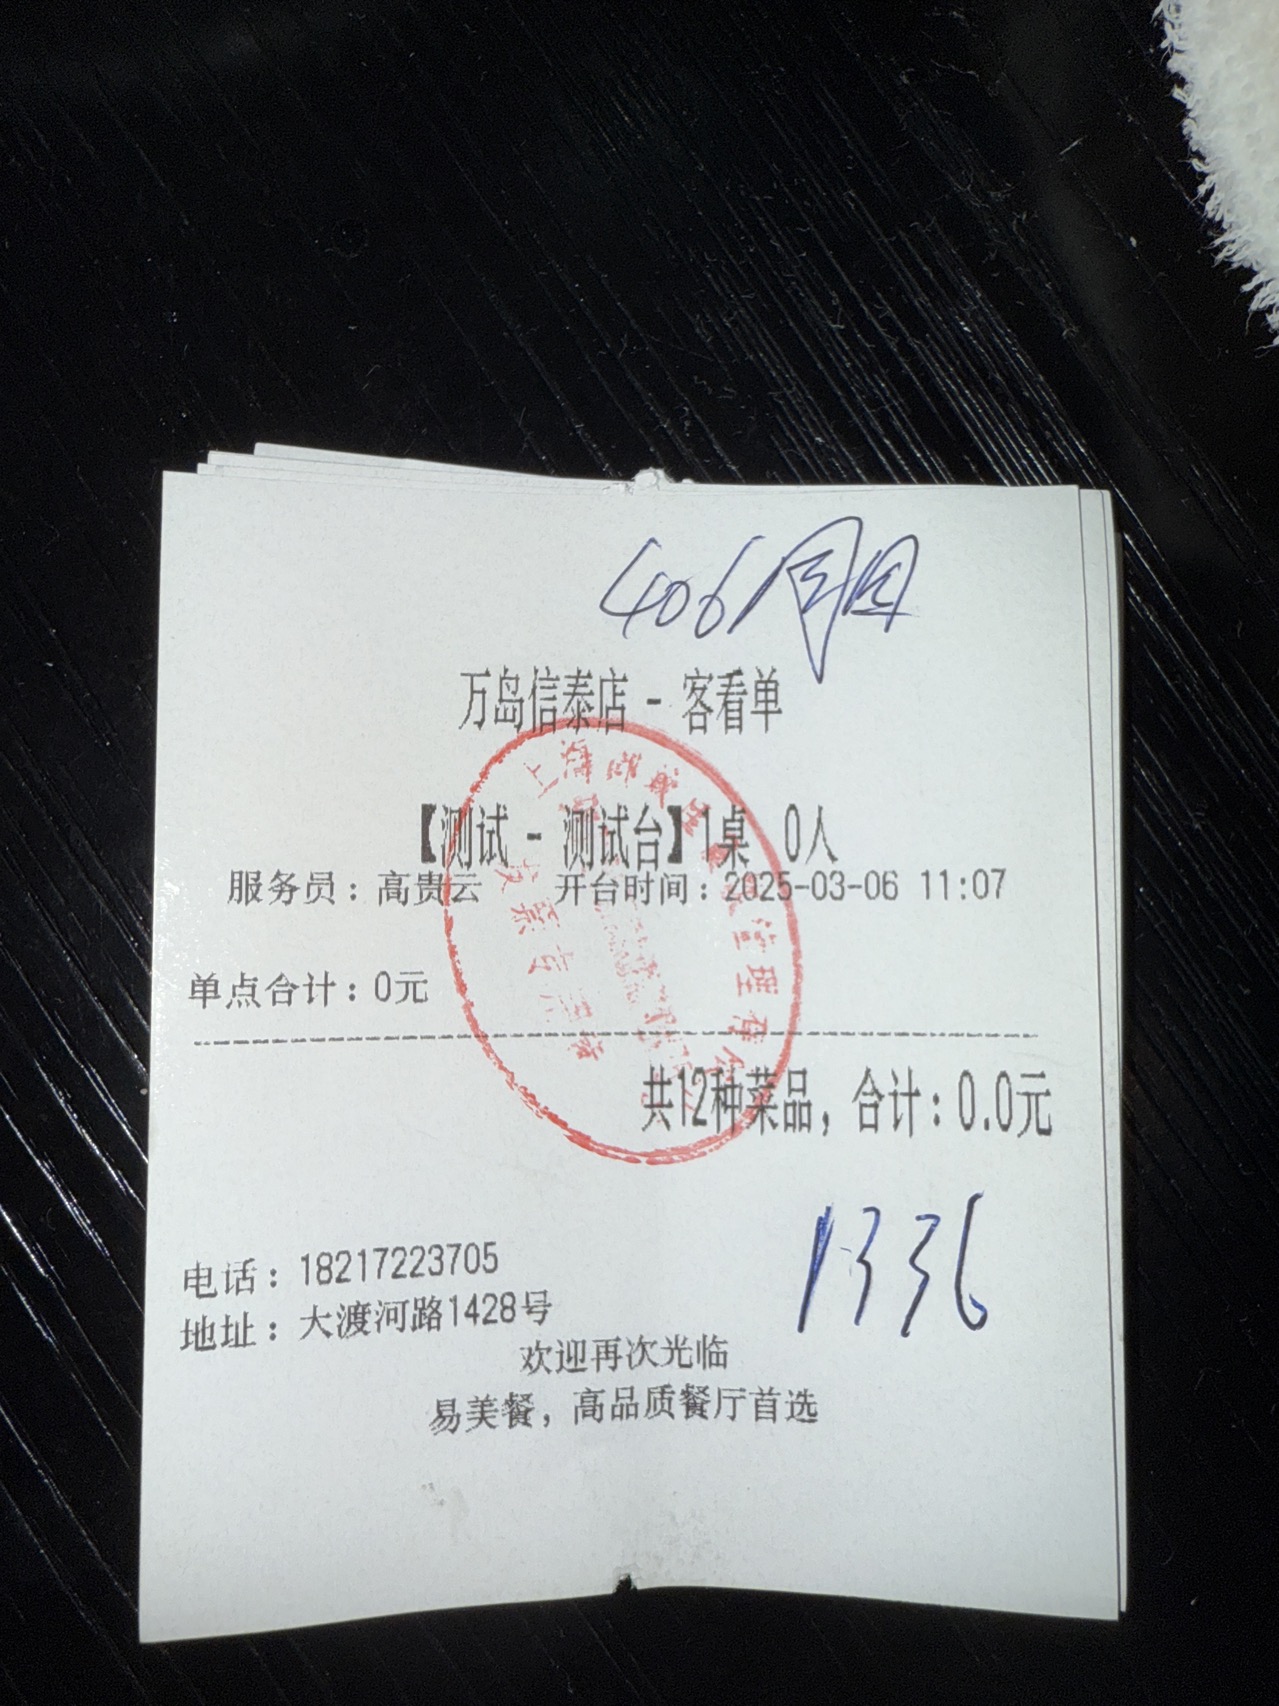 406
万岛信泰店 - 客看单
【测试 - 测试台】1桌 0人
服务员：高贵云 开台时间：2025-03-06 11:07
单点合计：0元
共12种菜品，合计：0.0元
1336
电话：18217223705
地址：大渡河路1428号
欢迎再次光临
易美餐，高品质餐厅首选